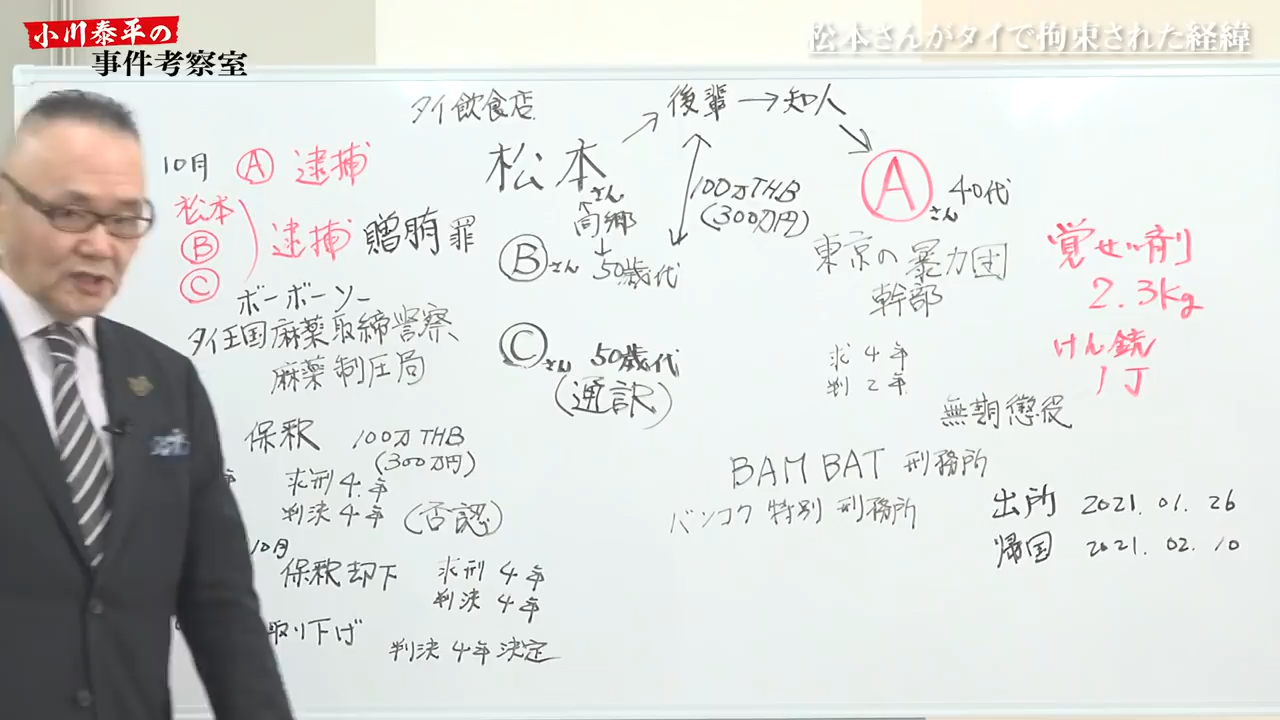 小川泰平の
事件考察室
松本さんがタイで拘束された経緯
タイ飲食店
松本さん
→後輩→知人
同郷
100万THB
(300万円)
Ⓑさん 50歳代
Ⓒさん 50歳代
(通訳)
Ⓐさん 40代
東京の暴力団
幹部
求 4年
判 2年
覚せい剤
2.3Kg
けん銃
1丁
無期懲役
10月 Ⓐ 逮捕
松本
Ⓑ
Ⓒ
逮捕 贈賄罪
ボーボーソー
タイ王国麻薬取締警察
麻薬制圧局
保釈 100万THB
(300万円)
求刑4年
判決4年 (否認)
10月
保釈却下 求刑 4年
判決 4年
取り下げ
判決 4年 決定
BAMBAT 刑務所
バンコク 特別 刑務所
出所 2021.01.26
帰国 2021.02.10